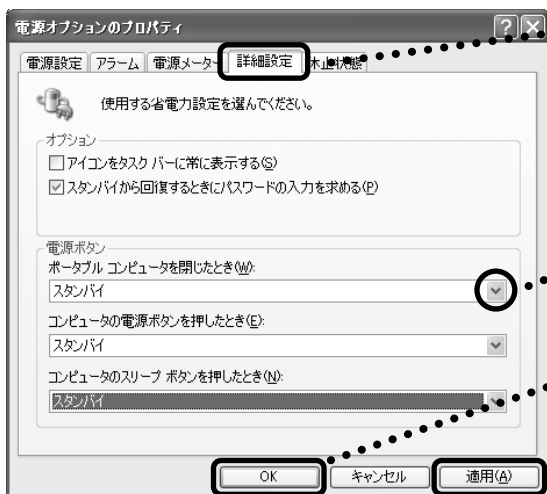 電源オプションのプロパティ
電源設定 アラーム 電源メーター 詳細設定 休止状態
使用する省電力設定を選んでください。
オプション
アイコンをタスク バーに常に表示する(S)
スタンバイから回復するときにパスワードの入力を求める(P)
電源ボタン
ポータブル コンピュータを閉じたとき(W):
スタンバイ
コンピュータの電源ボタンを押したとき(E):
スタンバイ
コンピュータのスリープ ボタンを押したとき(N):
スタンバイ
OK キャンセル 適用(A)